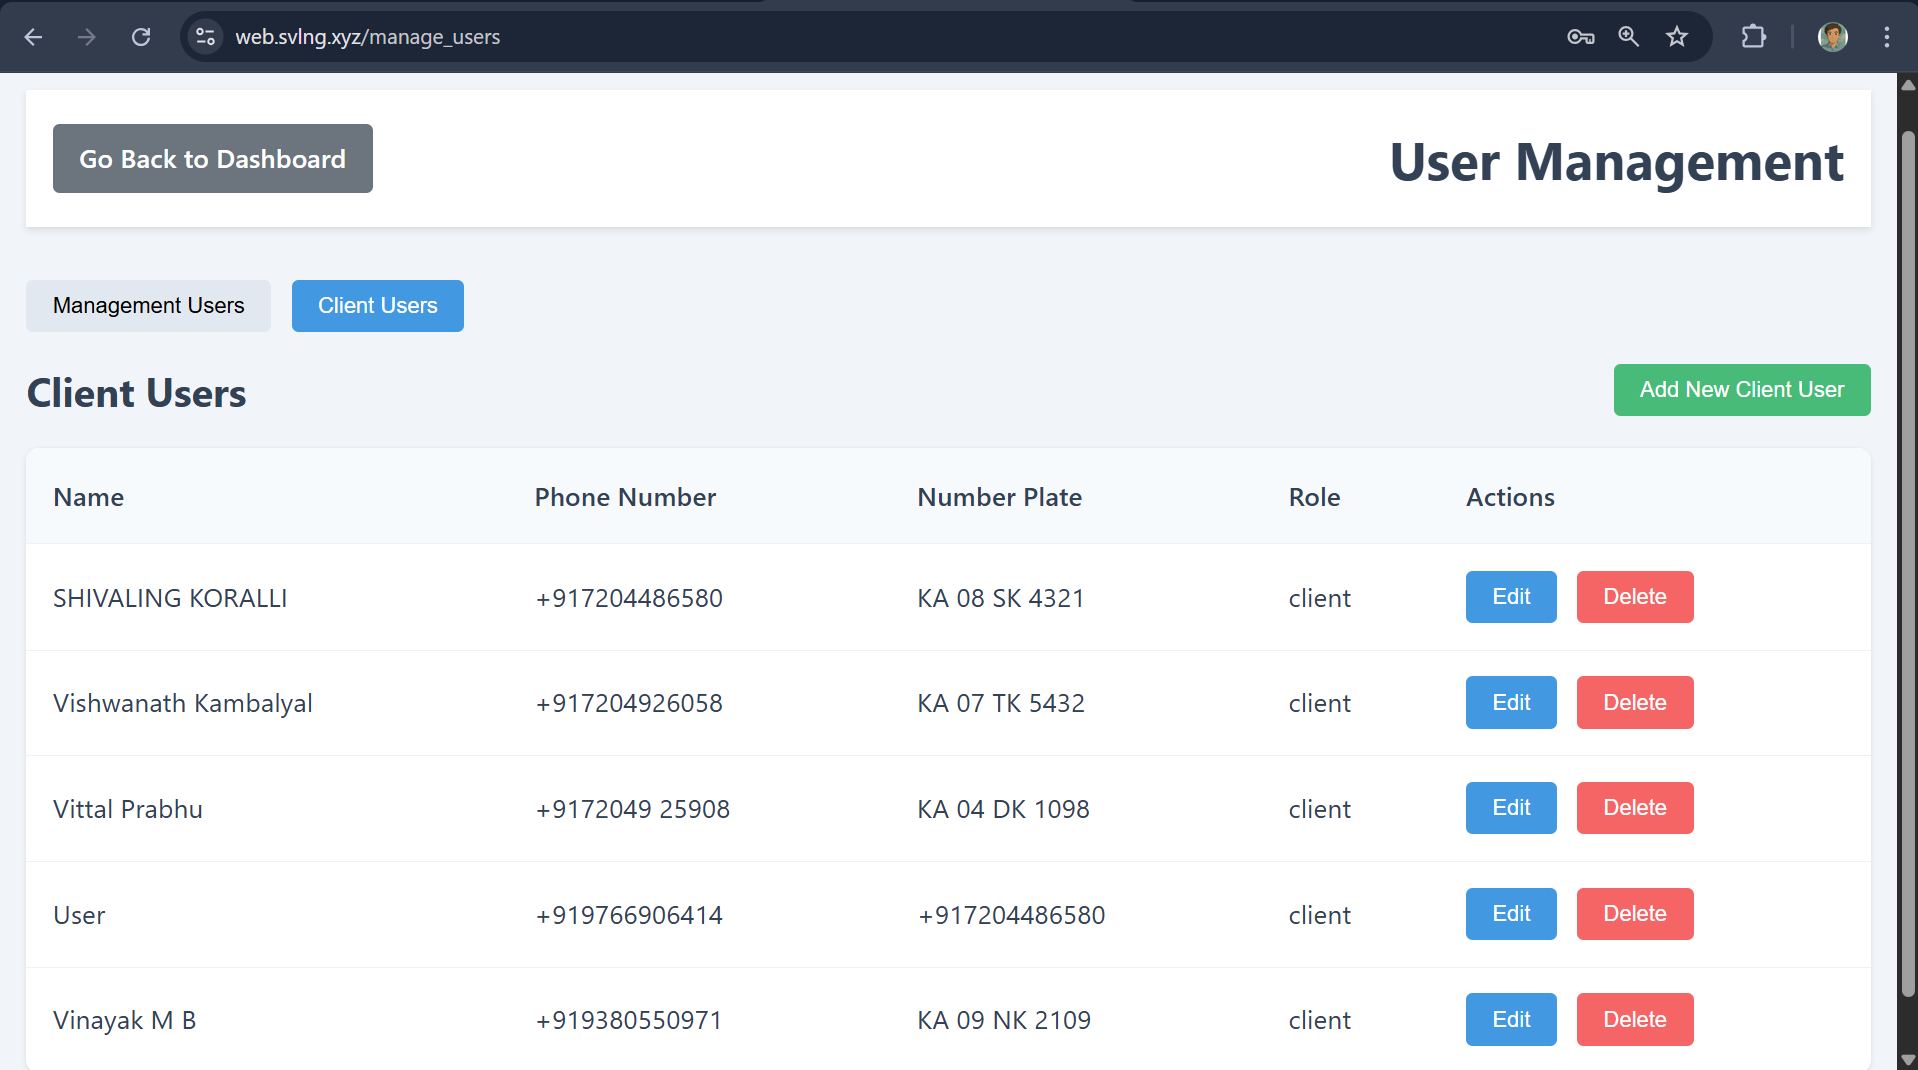 web.svlng.xyz/manage_users
Go Back to Dashboard
User Management
Management Users
Client Users
Client Users
Add New Client User
Name Phone Number Number Plate Role Actions
SHIVALING KORALLI +917204486580 KA 08 SK 4321 client Edit Delete
Vishwanath Kambalyal +917204926058 KA 07 TK 5432 client Edit Delete
Vittal Prabhu +9172049 25908 KA 04 DK 1098 client Edit Delete
User +919766906414 +917204486580 client Edit Delete
Vinayak M B +919380550971 KA 09 NK 2109 client Edit Delete